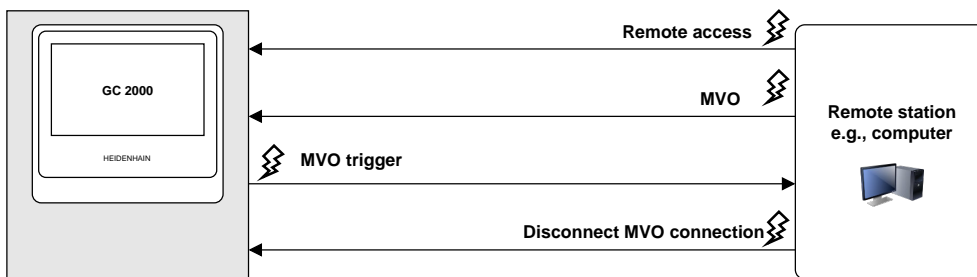 Remote access
GC 2000
MVO
Remote station
e.g., computer
HEIDENHAIN
MVO trigger
Disconnect MVO connection